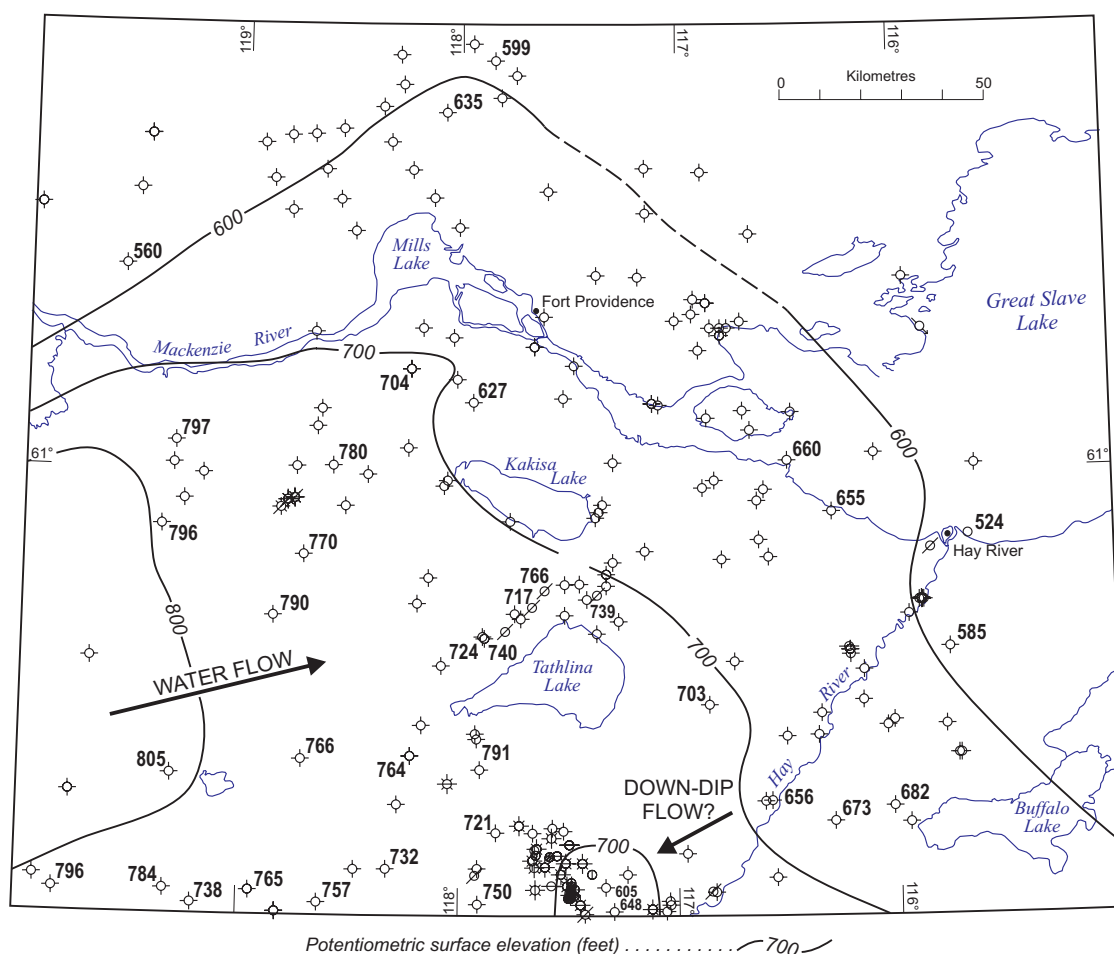 119°
118°
117°
116°
599
Kilometres
0
50
635
600
Mills
Lake
560
Great Slave
Lake
Fort Providence
Mackenzie
River
700
704
627
797
61°
780
Kakisa
Lake
660
600
61°
655
796
524
Hay River
770
766
717
739
790
800
585
724
740
700
WATER FLOW
Tathlina
Lake
River
703
791
766
764
805
DOWN-DIP
FLOW?
Hay
656
682
673
Buffalo
Lake
721
700
732
796
784
765
738
757
750
605
648
118°
117°
116°
Potentiometric surface elevation (feet) . . . . . . . . . . . 700